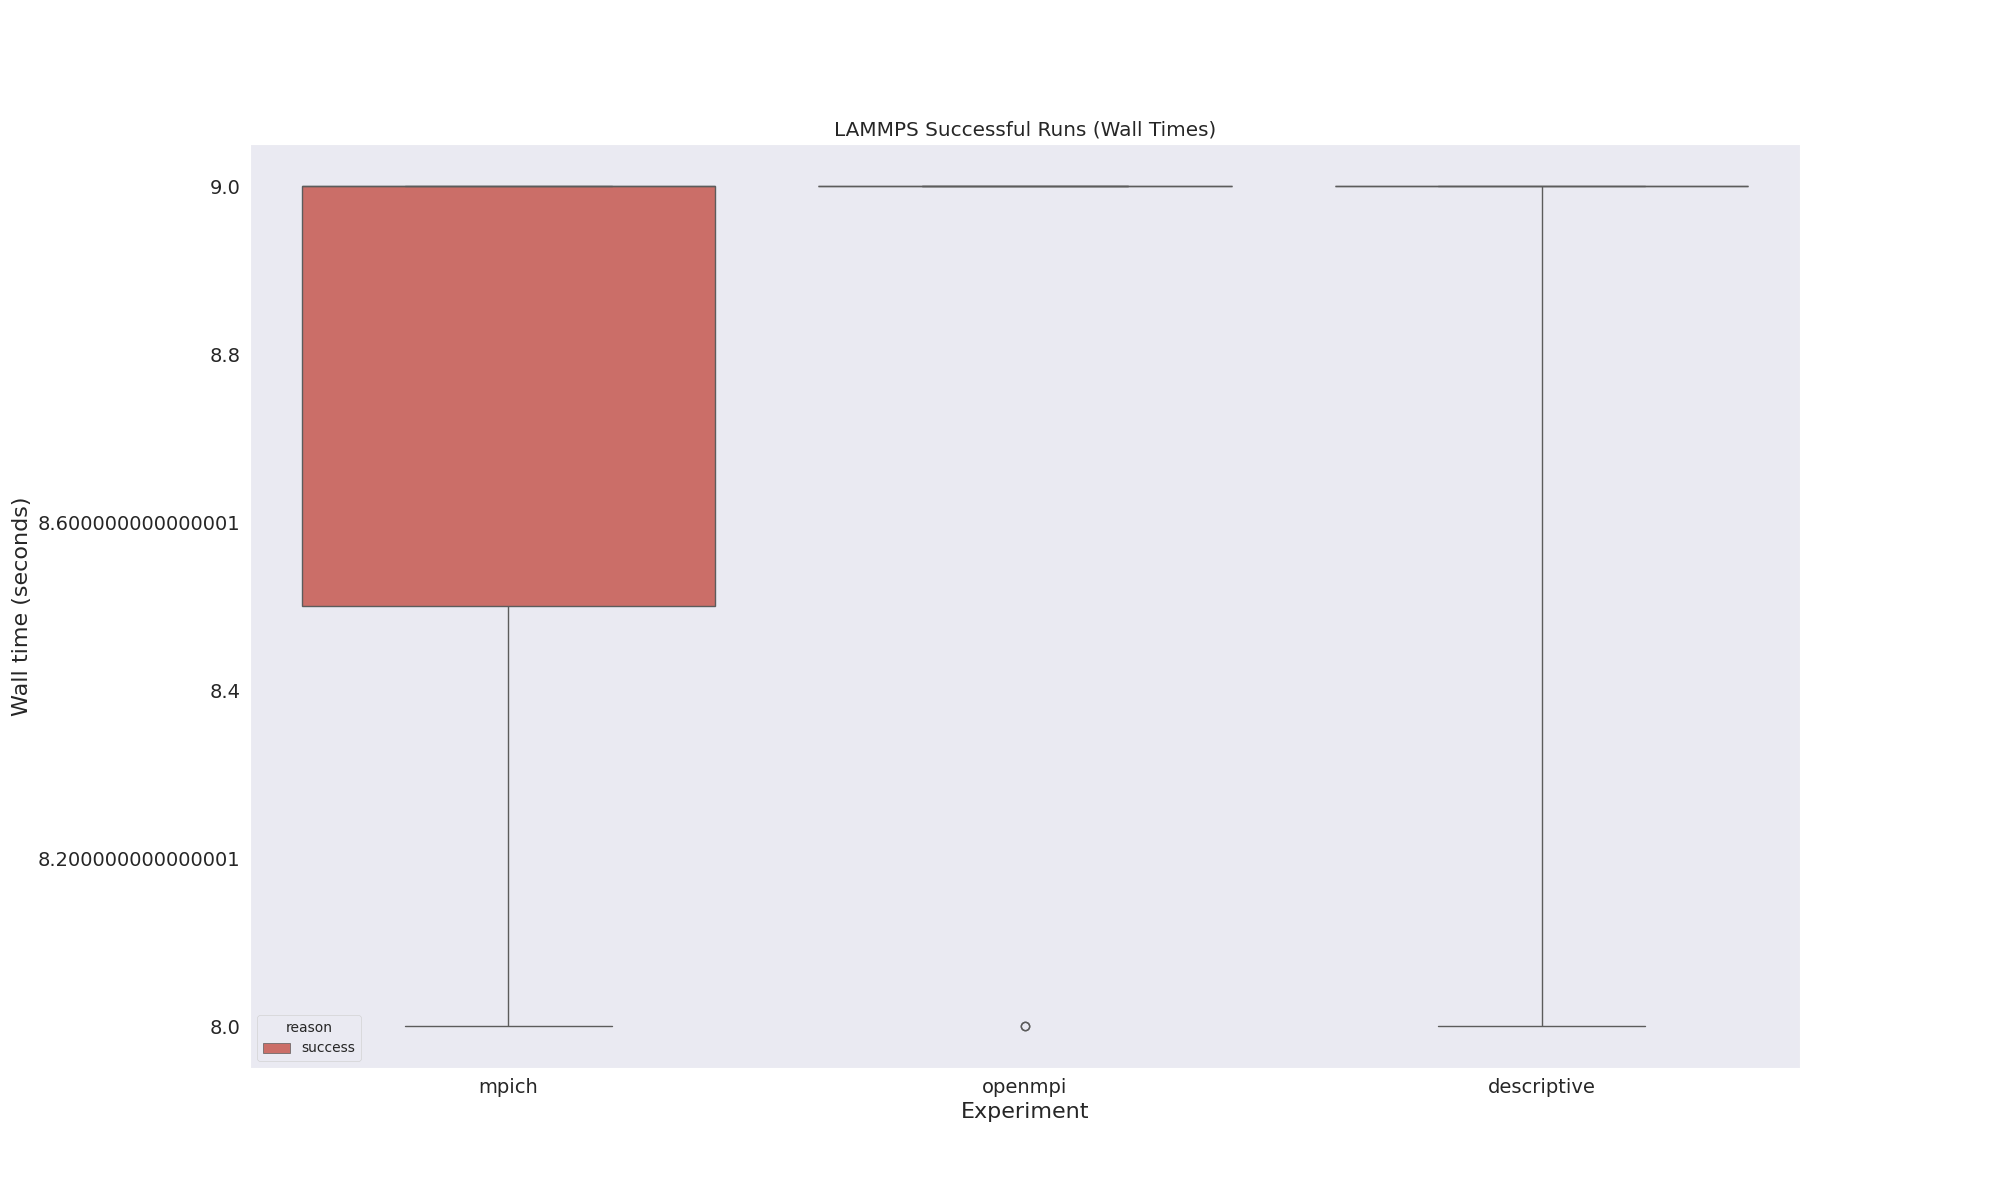 LAMMPS Successful Runs (Wall Times)
Wall time (seconds)
9.0
8.8
8.600000000000001
8.4
8.200000000000001
8.0
reason
success
mpich
openmpi
descriptive
Experiment